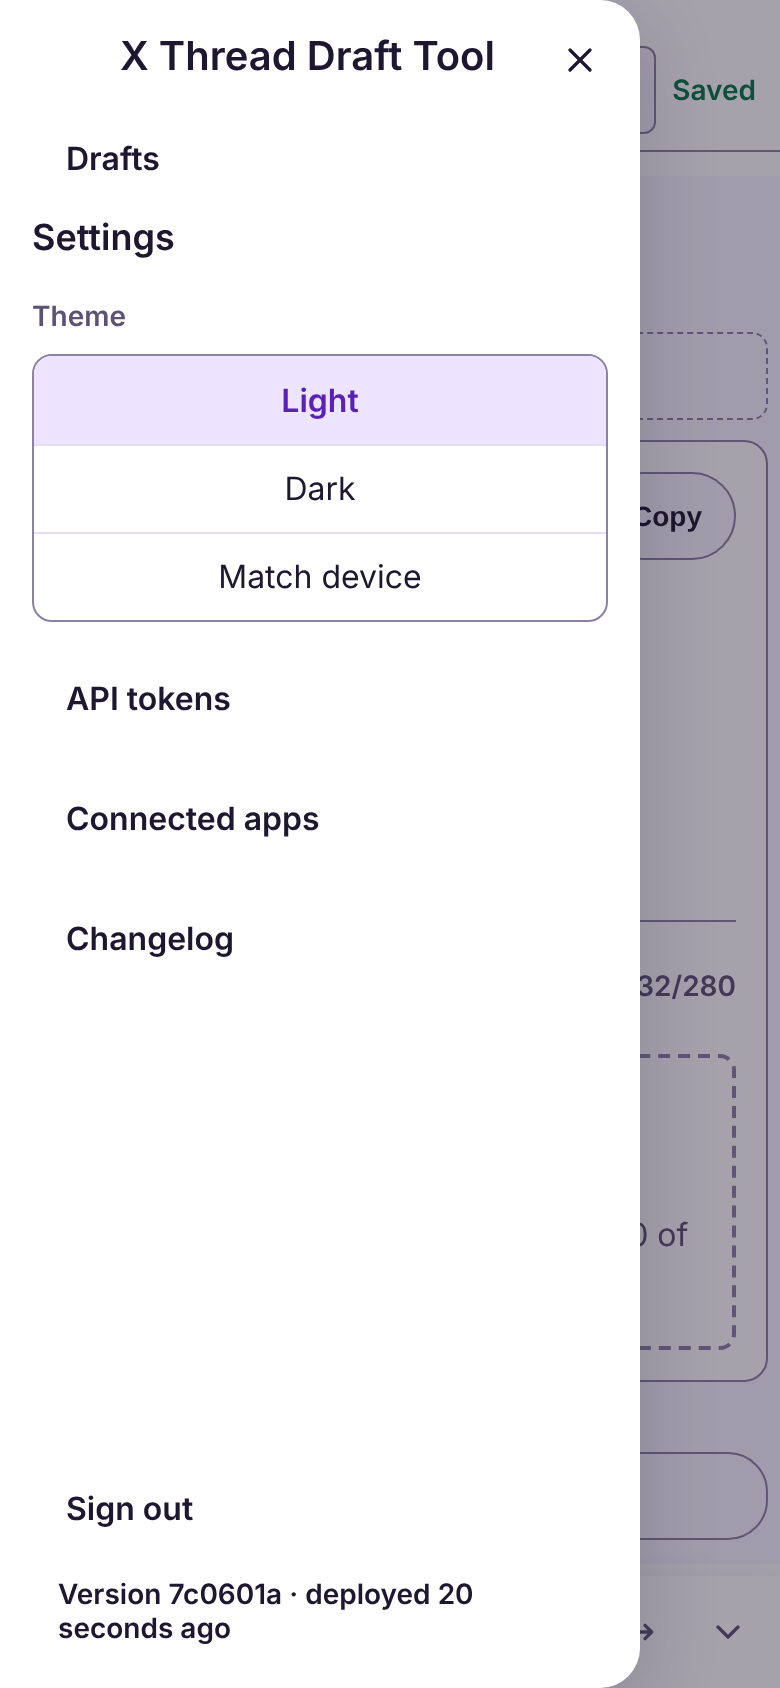 X Thread Draft Tool
Saved
Drafts
Settings
Theme
Light
Dark
Match device
Copy
API tokens
Connected apps
Changelog
32/280
of
Sign out
Version 7c0601a · deployed 20
seconds ago